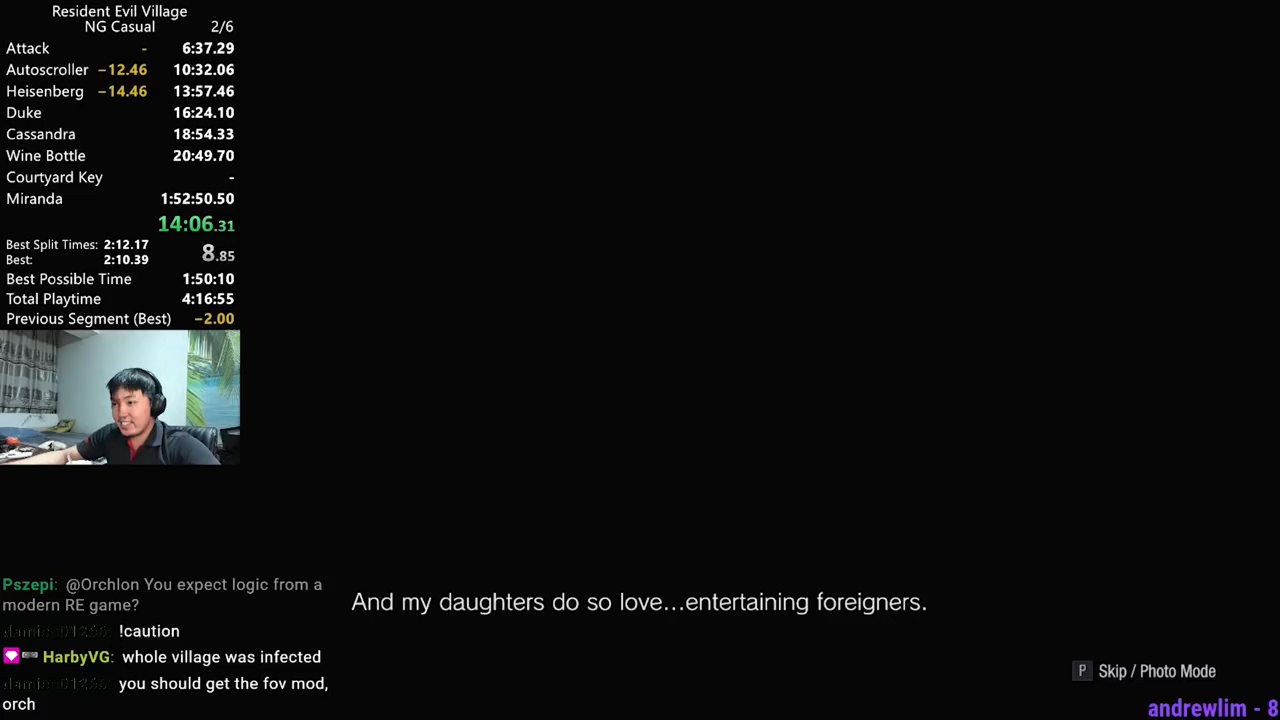 Resident Evil Village
NG Casual 2/6
Attack - 6:37.29
Autoscroller −12.46 10:32.06
Heisenberg −14.46 13:57.46
Duke 16:24.10
Cassandra 18:54.33
Wine Bottle 20:49.70
Courtyard Key -
Miranda 1:52:50.50
14:06.31
Best Split Times: 2:12.17
Best: 2:10.39
8.85
Best Possible Time 1:50:10
Total Playtime 4:16:55
Previous Segment (Best) −2.00
Pszepi: @Orchlon You expect logic from a
modern RE game?
!caution
HarbyVG: whole village was infected
you should get the fov mod,
orch
And my daughters do so love...entertaining foreigners.
P Skip / Photo Mode
andrewlim - 8